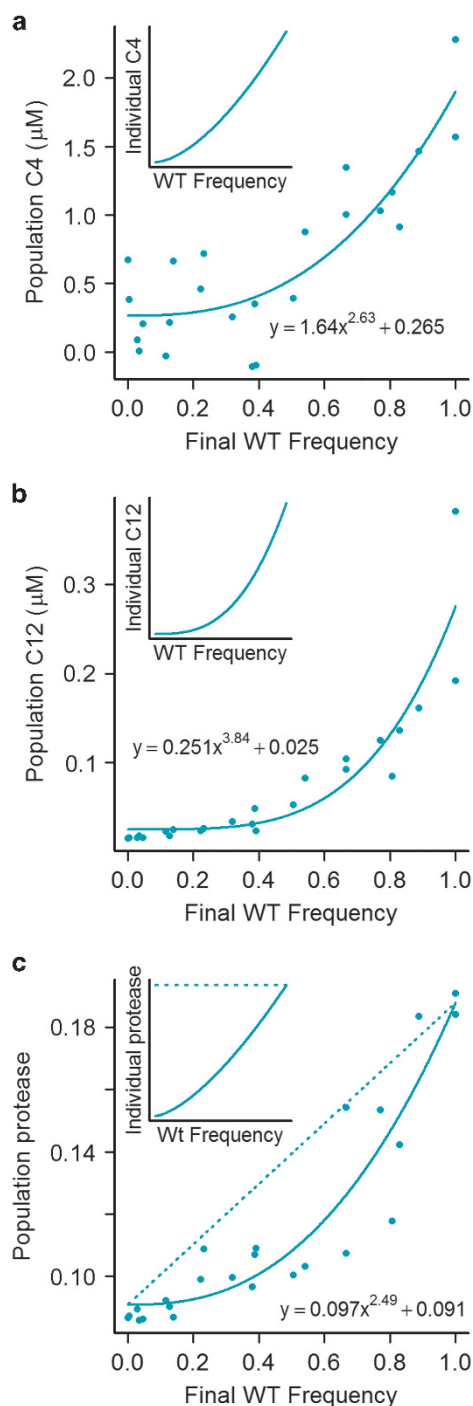 a
Individual C4
WT Frequency
Population C4 (μM)
2.0
1.5
1.0
0.5
0.0
y = 1.64x^2.63 + 0.265
0.0 0.2 0.4 0.6 0.8 1.0
Final WT Frequency
b
Individual C12
WT Frequency
Population C12 (μM)
0.3
0.2
0.1
y = 0.251x^3.84 + 0.025
0.0 0.2 0.4 0.6 0.8 1.0
Final WT Frequency
c
Individual protease
Wt Frequency
Population protease
0.18
0.14
0.10
y = 0.097x^2.49 + 0.091
0.0 0.2 0.4 0.6 0.8 1.0
Final WT Frequency